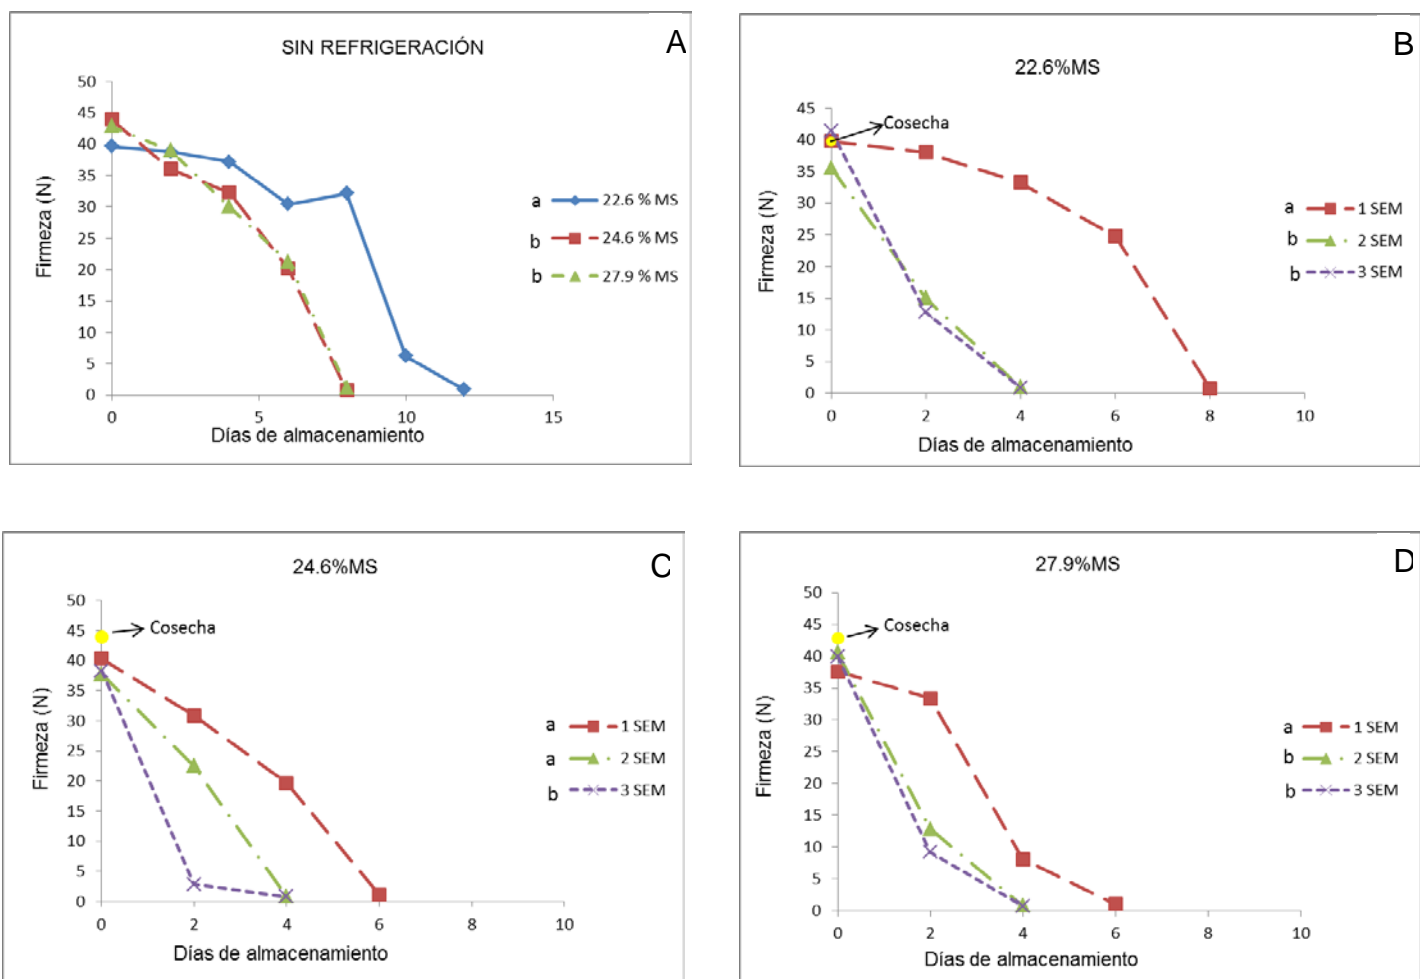 A
SIN REFRIGERACIÓN
50
45
40
35
30
25
20
15
10
5
0
Firmeza (N)
0 5 10 15
Días de almacenamiento
a 22.6 % MS
b 24.6 % MS
b 27.9 % MS
B
22.6%MS
45
40
35
30
25
20
15
10
5
0
Cosecha
Firmeza (N)
0 2 4 6 8 10
Días de almacenamiento
a 1 SEM
b 2 SEM
b 3 SEM
C
24.6%MS
50
45
40
35
30
25
20
15
10
5
0
Cosecha
Firmeza (N)
0 2 4 6 8 10
Días de almacenamiento
a 1 SEM
a 2 SEM
b 3 SEM
D
27.9%MS
50
45
40
35
30
25
20
15
10
5
0
Cosecha
Firmeza (N)
0 2 4 6 8 10
Días de almacenamiento
a 1 SEM
b 2 SEM
b 3 SEM